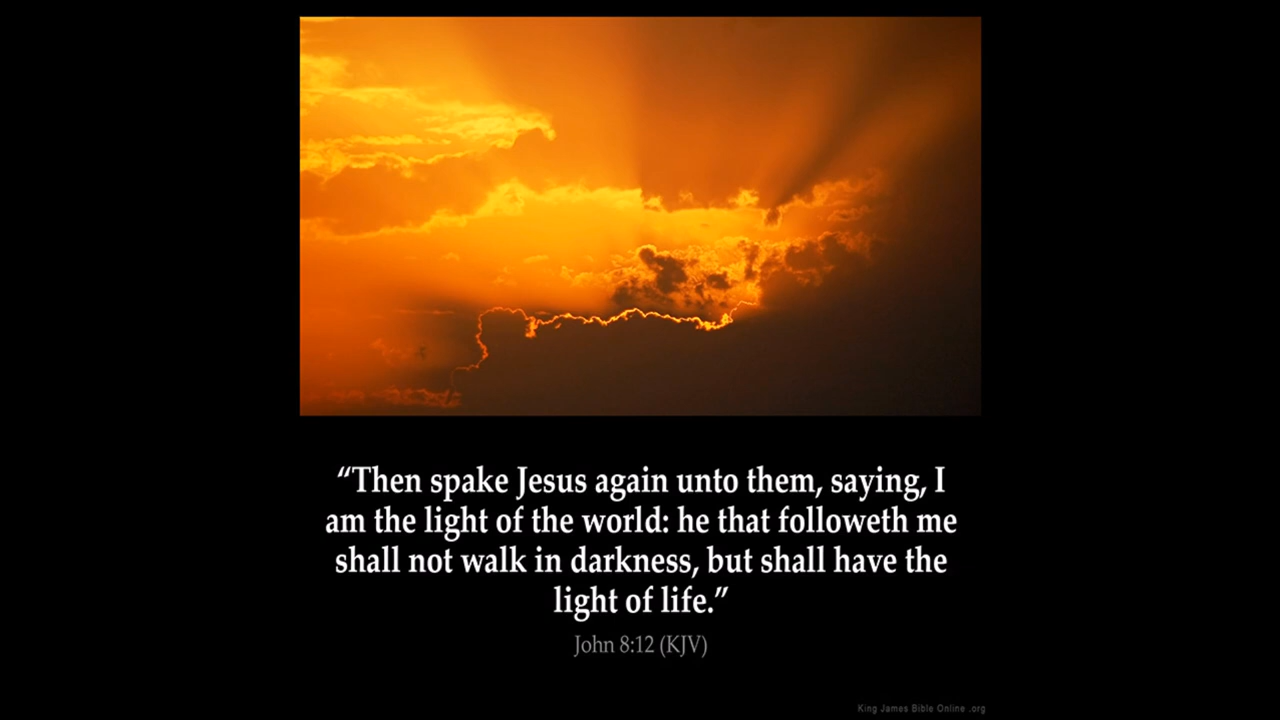 “Then spake Jesus again unto them, saying, I
am the light of the world: he that followeth me
shall not walk in darkness, but shall have the
light of life.”
John 8:12 (KJV)
King James Bible Online .org